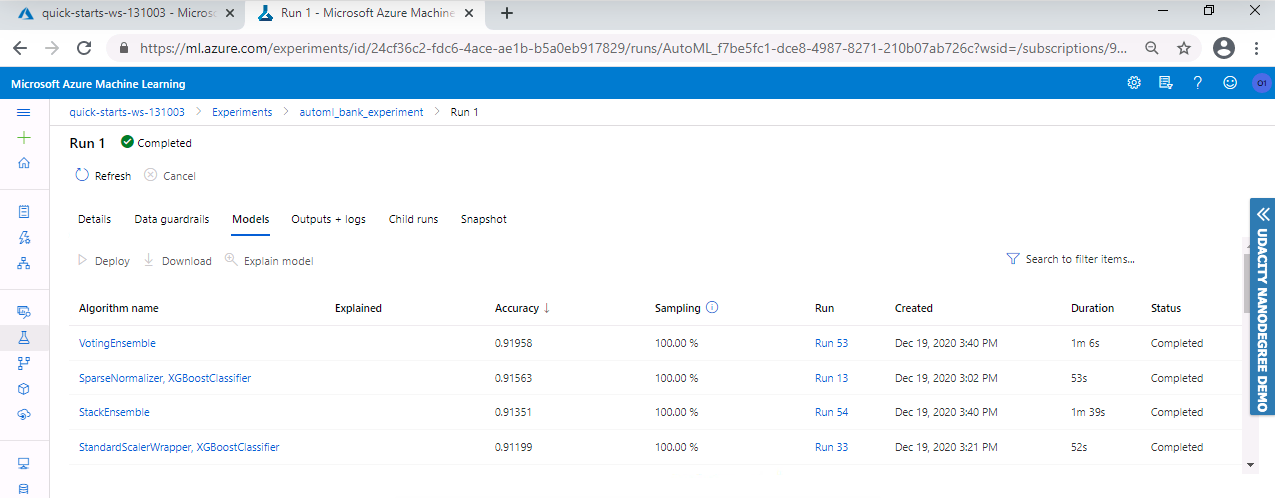 quick-starts-ws-131003 - Microso
Run 1 - Microsoft Azure Machine
https://ml.azure.com/experiments/id/24cf36c2-fdc6-4ace-ae1b-b5a0eb917829/runs/AutoML_f7be5fc1-dce8-4987-8271-210b07ab726c?wsid=/subscriptions/9...
Microsoft Azure Machine Learning
O1
quick-starts-ws-131003 > Experiments > automl_bank_experiment > Run 1
Run 1 Completed
Refresh Cancel
Details Data guardrails Models Outputs + logs Child runs Snapshot
Deploy Download Explain model Search to filter items...
Algorithm name Explained Accuracy ↓ Sampling Run Created Duration Status
VotingEnsemble 0.91958 100.00 % Run 53 Dec 19, 2020 3:40 PM 1m 6s Completed
SparseNormalizer, XGBoostClassifier 0.91563 100.00 % Run 13 Dec 19, 2020 3:02 PM 53s Completed
StackEnsemble 0.91351 100.00 % Run 54 Dec 19, 2020 3:40 PM 1m 39s Completed
StandardScalerWrapper, XGBoostClassifier 0.91199 100.00 % Run 33 Dec 19, 2020 3:21 PM 52s Completed
UDACITY NANODEGREE DEMO